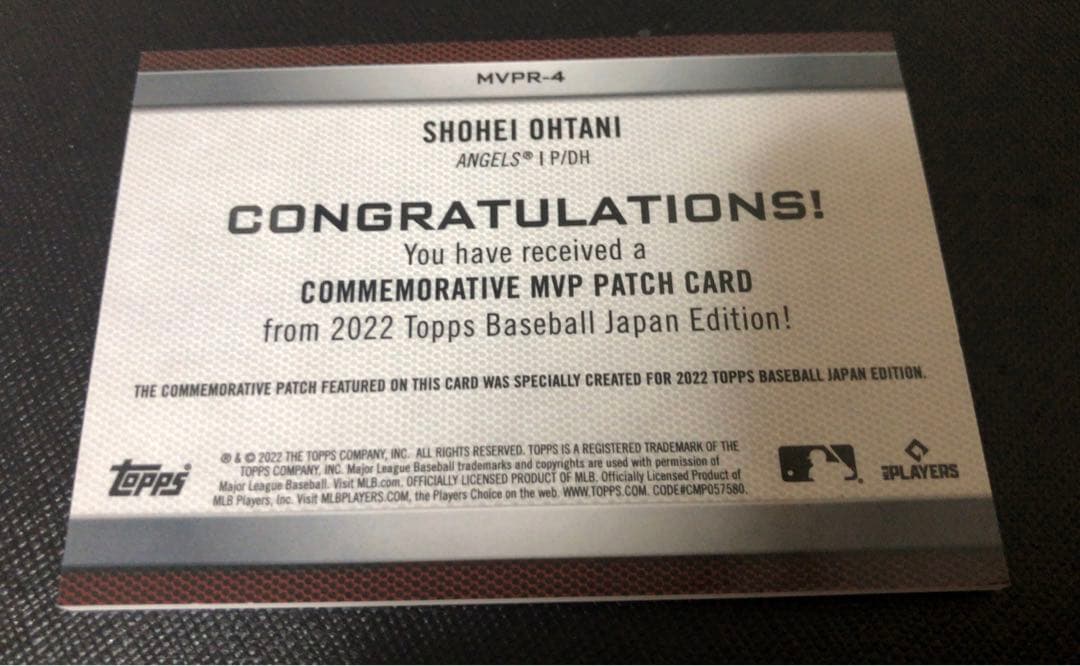 MVPR-4
SHOHEI OHTANI
ANGELS® | P/DH
CONGRATULATIONS!
You have received a
COMMEMORATIVE MVP PATCH CARD
from 2022 Topps Baseball Japan Edition!
THE COMMEMORATIVE PATCH FEATURED ON THIS CARD WAS SPECIALLY CREATED FOR 2022 TOPPS BASEBALL JAPAN EDITION.
topps
® & © 2022 THE TOPPS COMPANY, INC. ALL RIGHTS RESERVED. TOPPS IS A REGISTERED TRADEMARK OF THE
TOPPS COMPANY, INC. Major League Baseball trademarks and copyrights are used with permission of
Major League Baseball. Visit MLB.com. OFFICIALLY LICENSED PRODUCT OF MLB. Officially Licensed Product of
MLB Players, Inc. Visit MLBPLAYERS.COM, the Players Choice on the web. WWW.TOPPS.COM. CODE#CMP057580.
PLAYERS